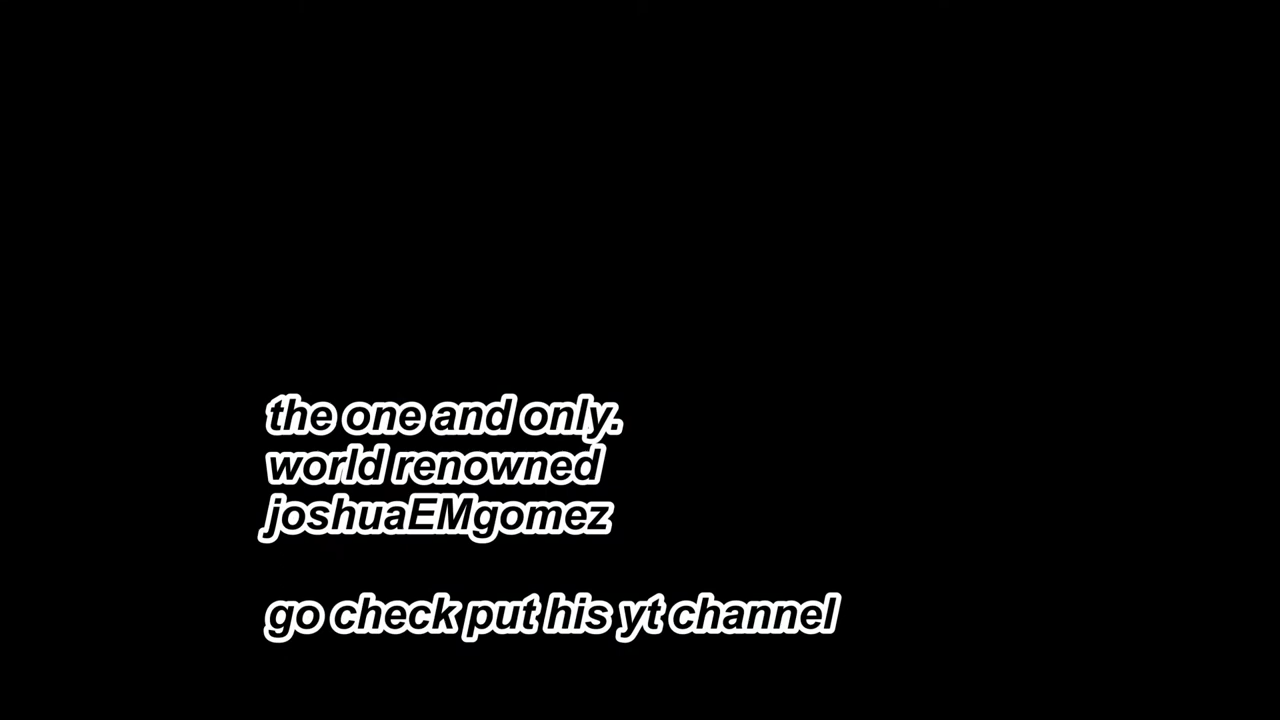 the one and only.
world renowned
joshuaEMgomez
go check put his yt channel